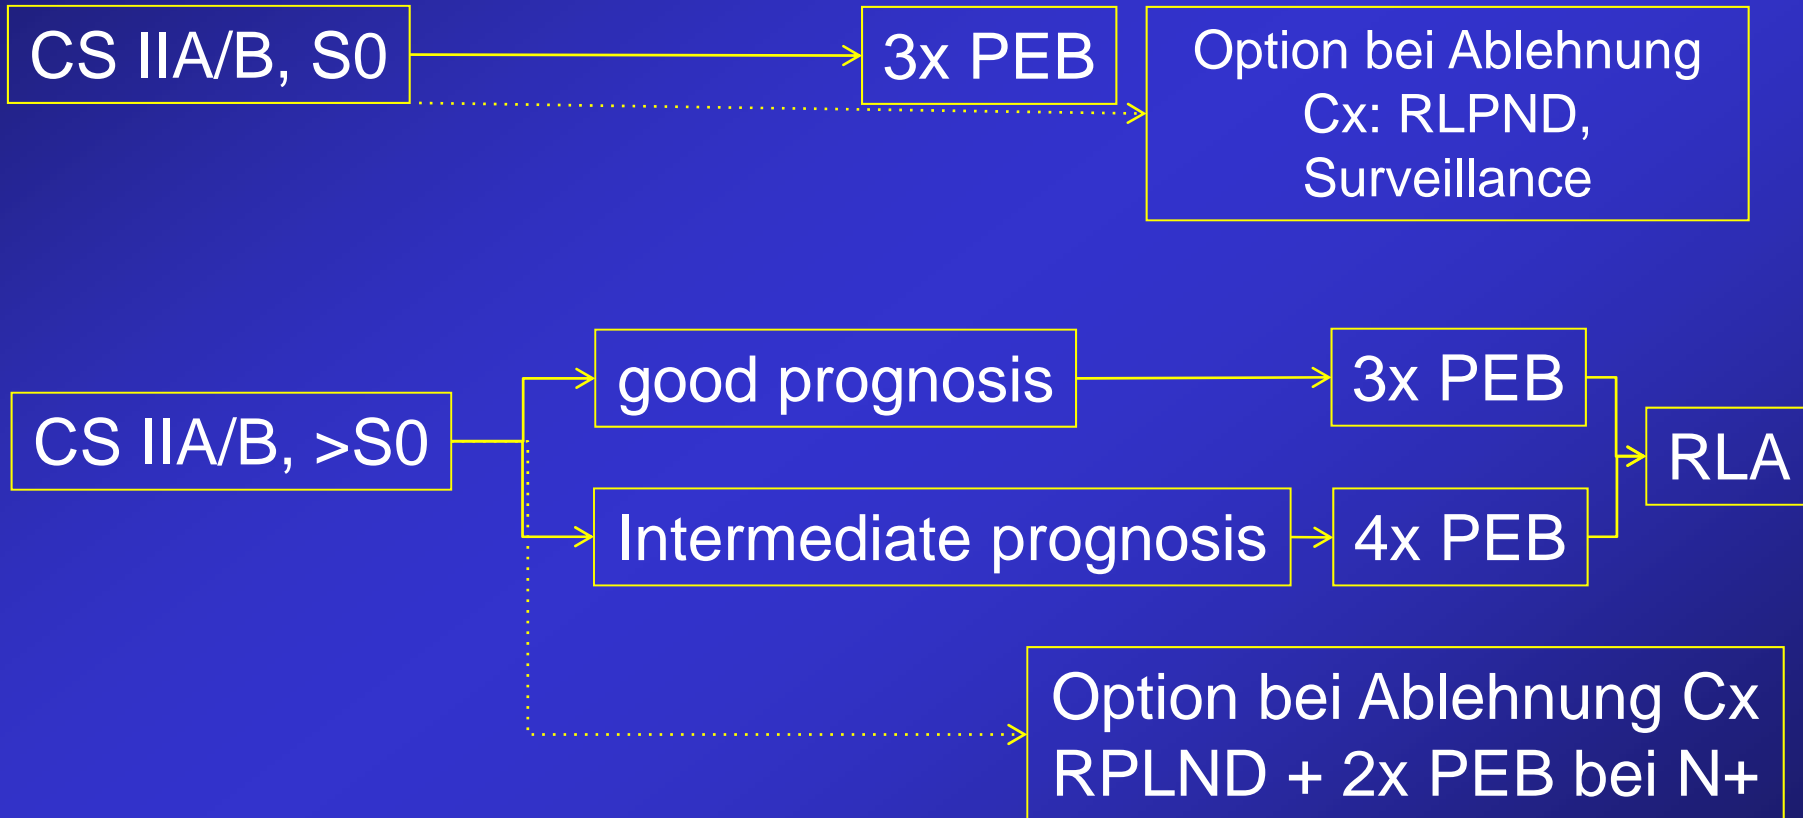 CS IIA/B, S0
3x PEB
Option bei Ablehnung
Cx: RLPND,
Surveillance
good prognosis
3x PEB
CS IIA/B, >S0
RLA
Intermediate prognosis
4x PEB
Option bei Ablehnung Cx
RPLND + 2x PEB bei N+